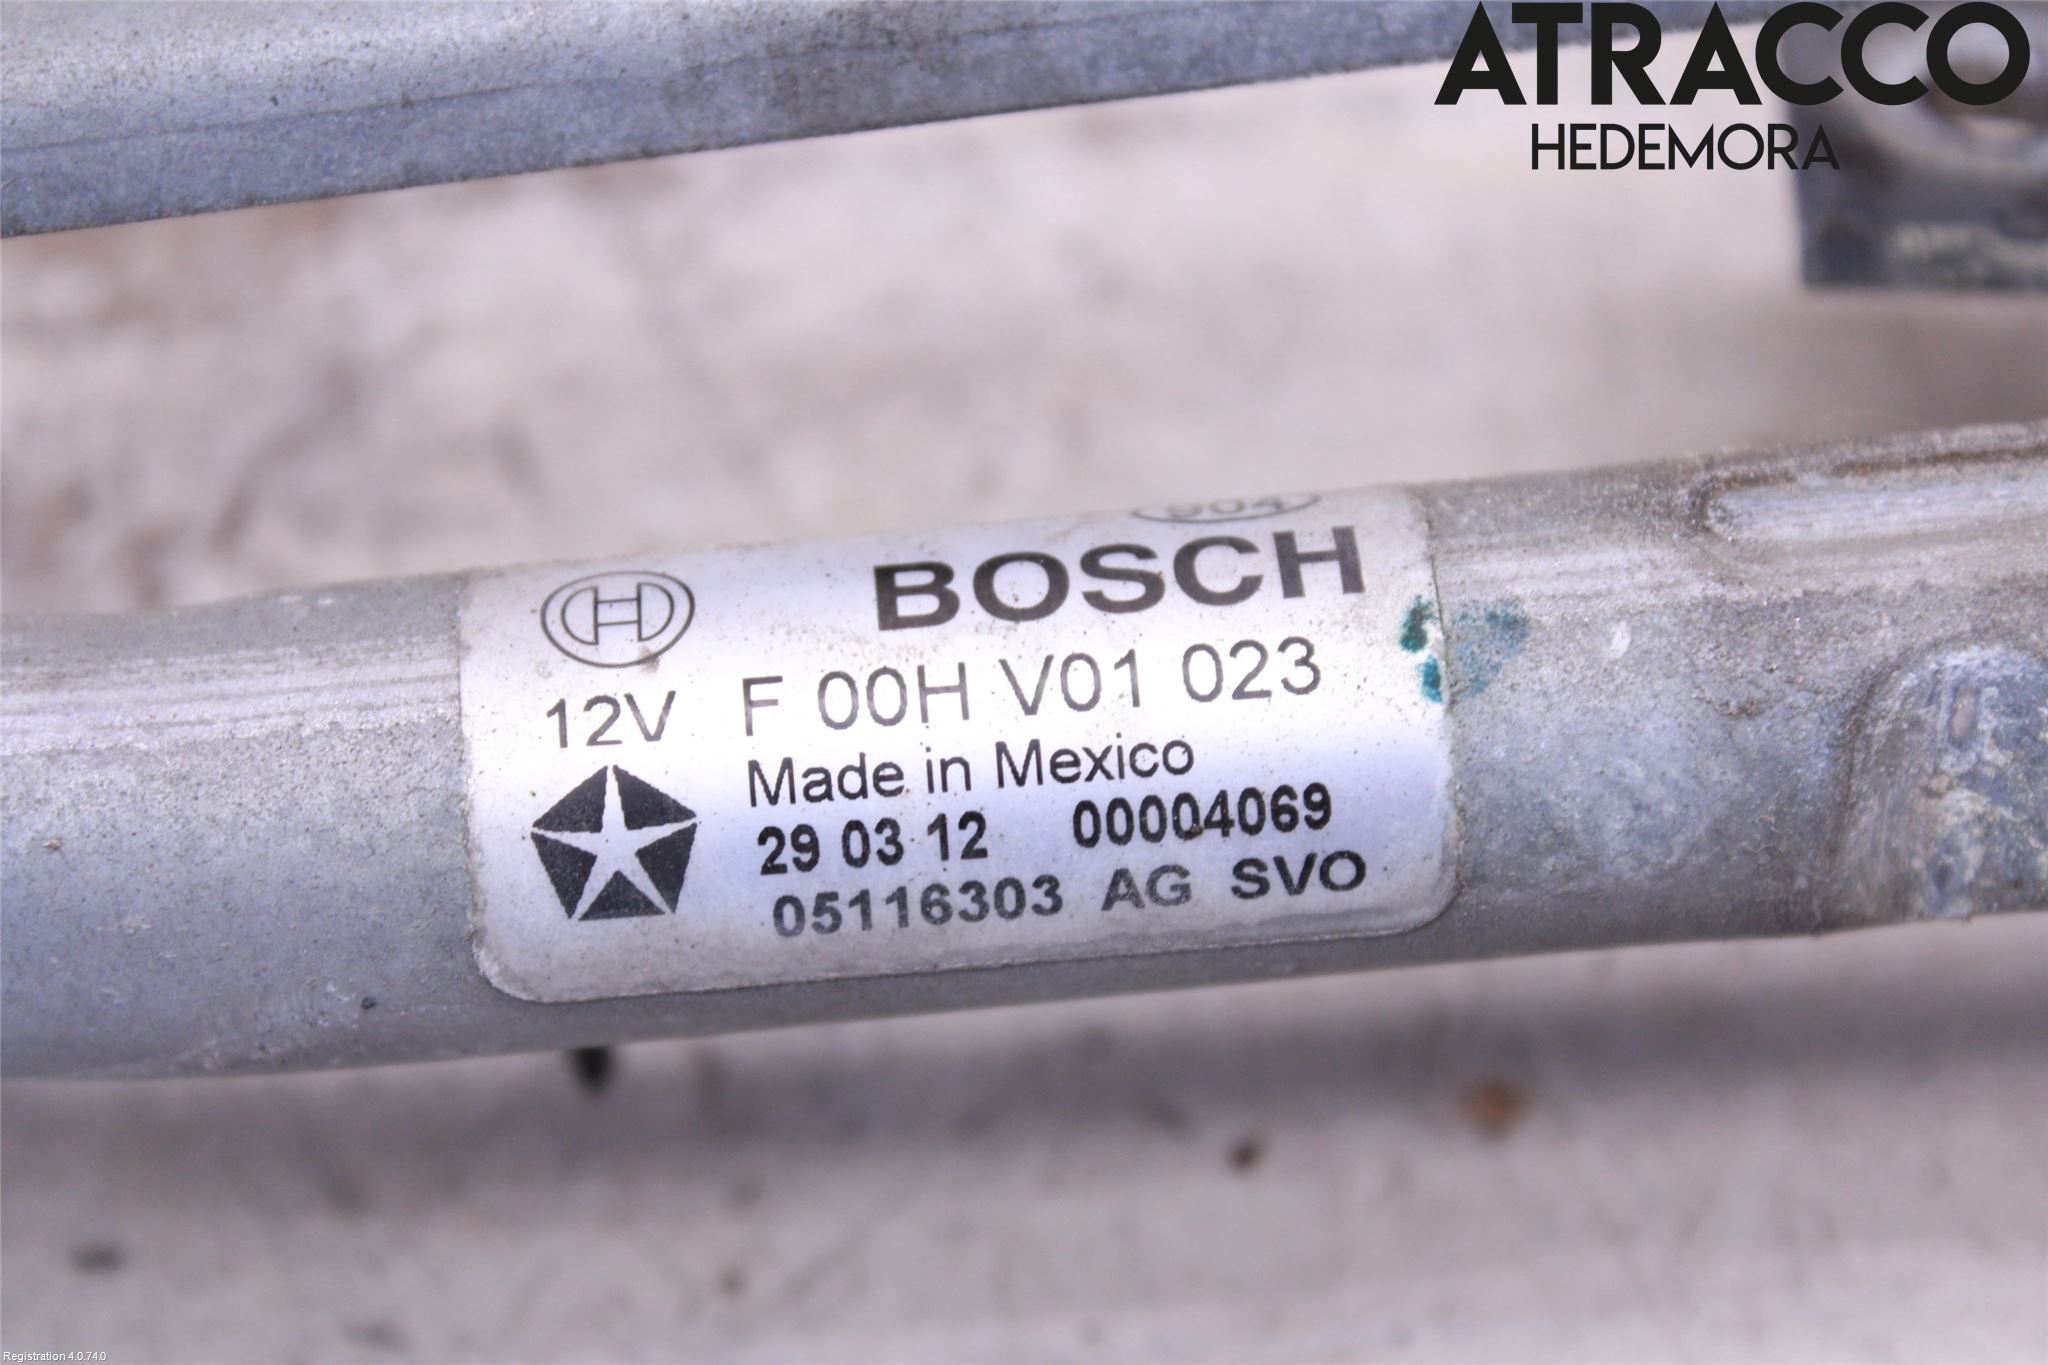 ATRACCO
HEDEMORA
BOSCH
12V F 00H V01 023
Made in Mexico
29 03 12 00004069
05116303 AG SVO
Registration 4.0.74.0